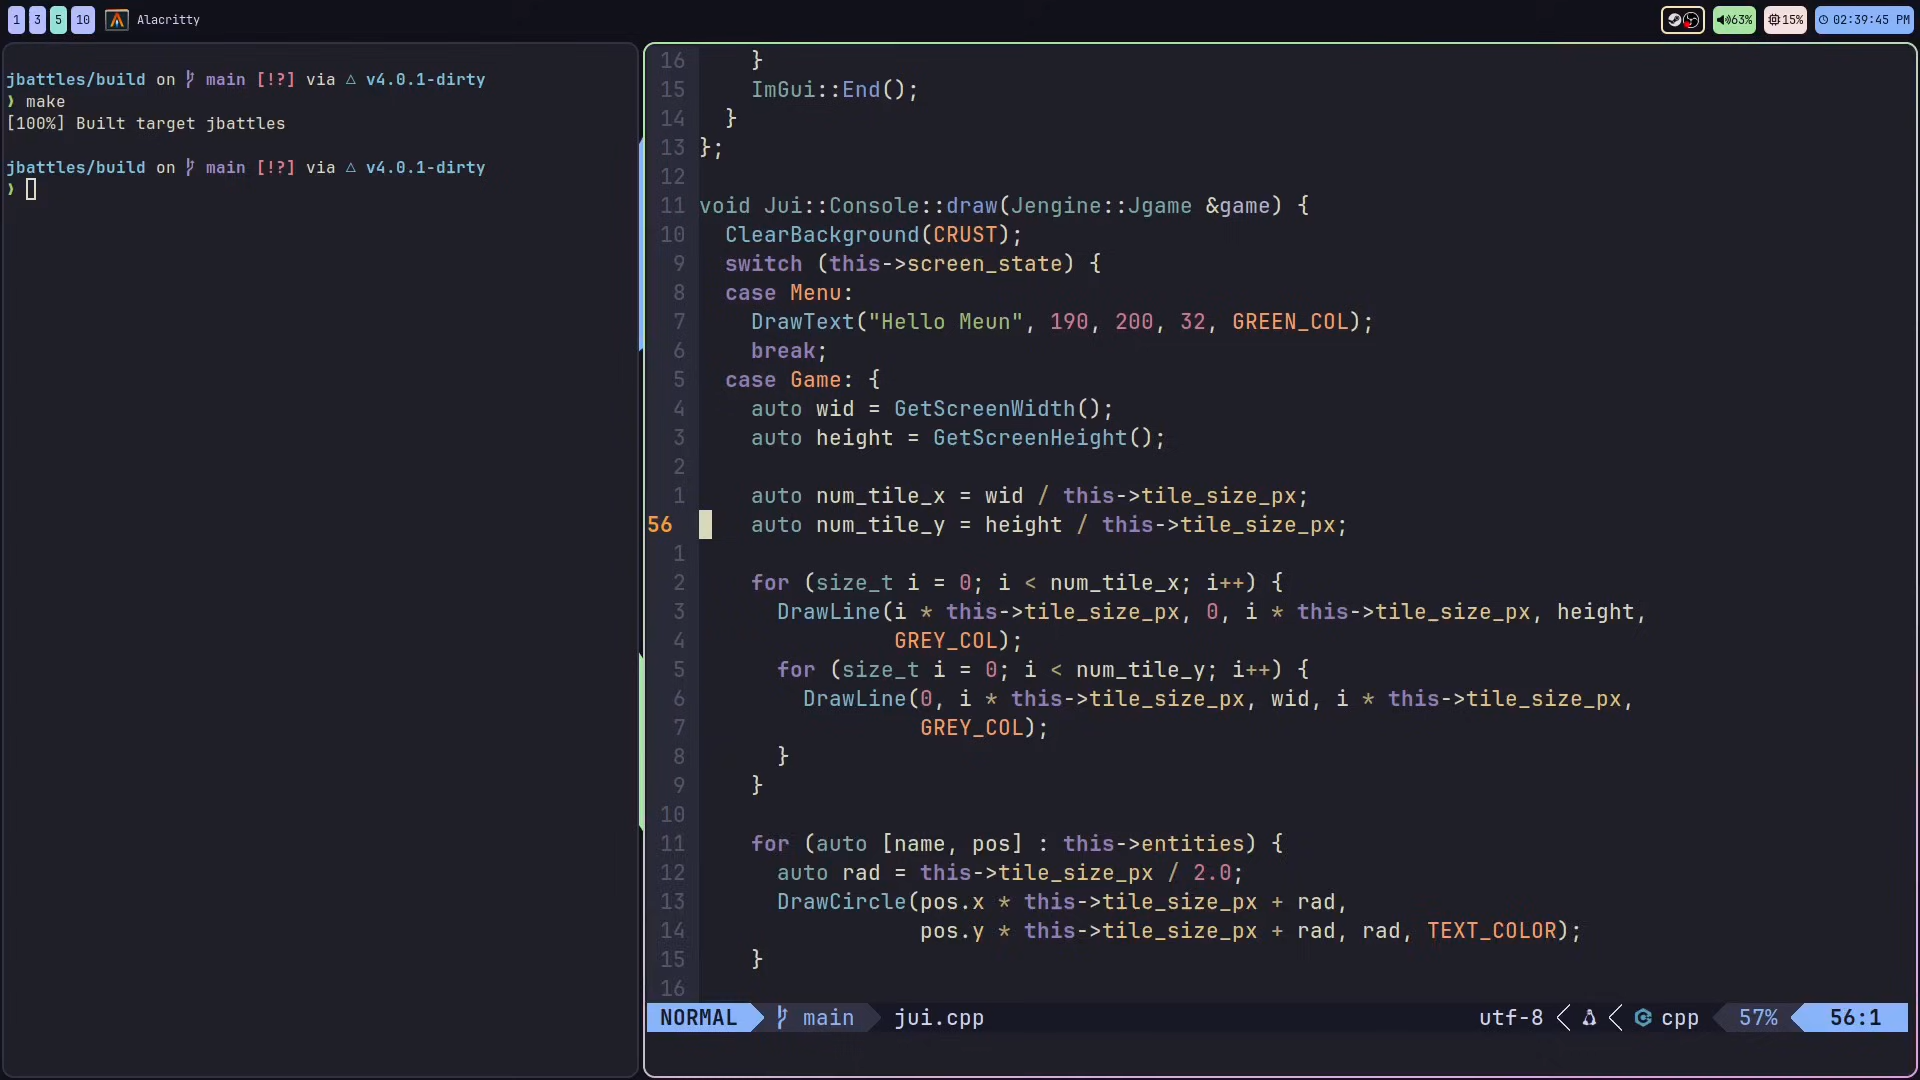 1 3 5 10 Alacritty 63% 15% 02:39:45 PM
jbattles/build on main [!?] via △ v4.0.1-dirty
❯ make
[100%] Built target jbattles
jbattles/build on main [!?] via △ v4.0.1-dirty
❯
16     }
15     ImGui::End();
14   }
13 };
12
11 void Jui::Console::draw(Jengine::Jgame &game) {
10   ClearBackground(CRUST);
9   switch (this->screen_state) {
8   case Menu:
7     DrawText("Hello Meun", 190, 200, 32, GREEN_COL);
6     break;
5   case Game: {
4     auto wid = GetScreenWidth();
3     auto height = GetScreenHeight();
2
1     auto num_tile_x = wid / this->tile_size_px;
56     auto num_tile_y = height / this->tile_size_px;
1
2     for (size_t i = 0; i < num_tile_x; i++) {
3       DrawLine(i * this->tile_size_px, 0, i * this->tile_size_px, height,
4                GREY_COL);
5       for (size_t i = 0; i < num_tile_y; i++) {
6         DrawLine(0, i * this->tile_size_px, wid, i * this->tile_size_px,
7                  GREY_COL);
8       }
9     }
10
11     for (auto [name, pos] : this->entities) {
12       auto rad = this->tile_size_px / 2.0;
13       DrawCircle(pos.x * this->tile_size_px + rad,
14                  pos.y * this->tile_size_px + rad, rad, TEXT_COLOR);
15     }
16
NORMAL main jui.cpp utf-8 cpp 57% 56:1